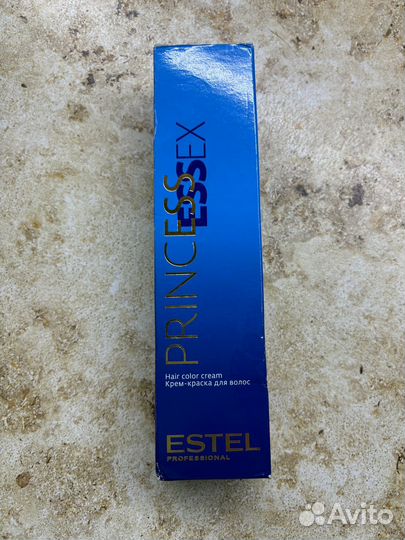 PRINCESS
ESSEX
Hair color cream
Крем-краска для волос
ESTEL
PROFESSIONAL
Avito